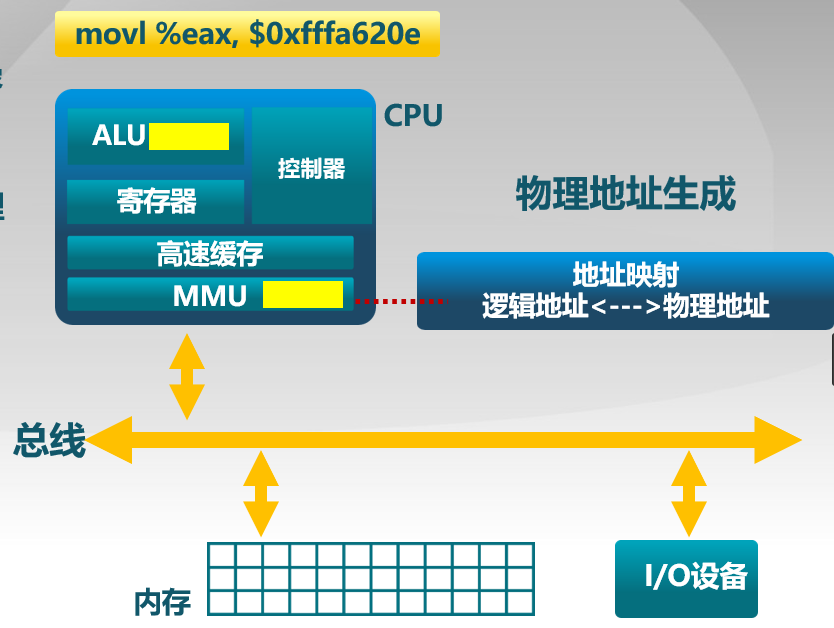 movl %eax, $0xfffa620e
CPU
ALU
控制器
寄存器
高速缓存
MMU
物理地址生成
地址映射
逻辑地址<--->物理地址
总线
内存
I/O设备